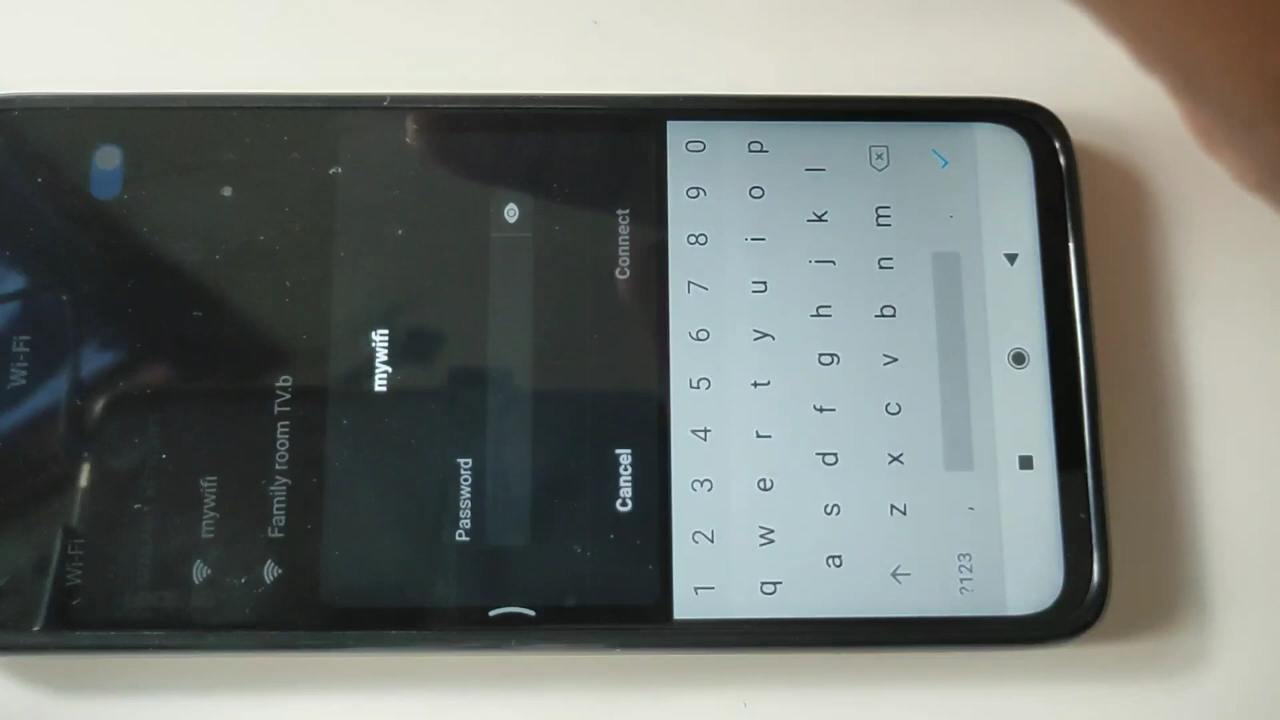 Wi-Fi
Wi-Fi
mywifi
Family room TV.b
mywifi
Password
Cancel
Connect
1 2 3 4 5 6 7 8 9 0
q w e r t y u i o p
a s d f g h j k l
z x c v b n m
?123 , .